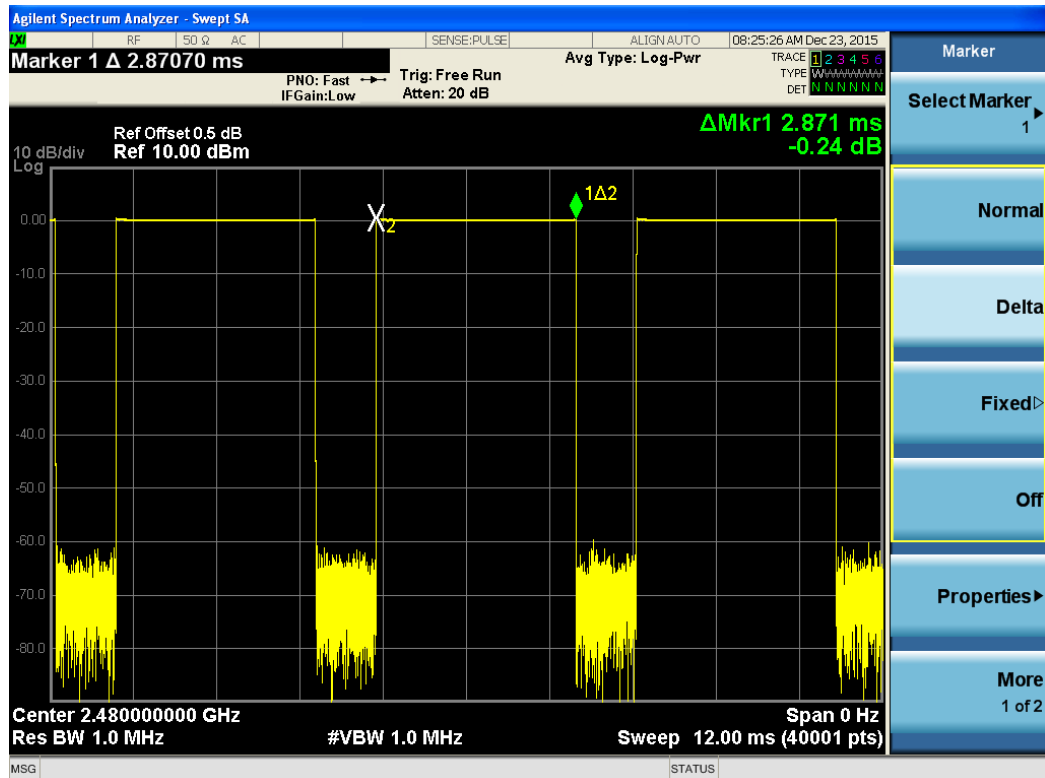 Agilent Spectrum Analyzer - Swept SA
LXI RF 50 Ω AC SENSE:PULSE ALIGN AUTO 08:25:26 AM Dec 23, 2015
Marker 1 Δ 2.87070 ms
PNO: Fast
IFGain:Low
Trig: Free Run
Atten: 20 dB
Avg Type: Log-Pwr
TRACE 1 2 3 4 5 6
TYPE WWWWWW
DET N N N N N N
Ref Offset 0.5 dB
10 dB/div Ref 10.00 dBm
Log
ΔMkr1 2.871 ms
-0.24 dB
1Δ2
X2
0.00
-10.0
-20.0
-30.0
-40.0
-50.0
-60.0
-70.0
-80.0
Center 2.480000000 GHz Span 0 Hz
Res BW 1.0 MHz #VBW 1.0 MHz Sweep 12.00 ms (40001 pts)
MSG STATUS
Marker
Select Marker
1
Normal
Delta
Fixed
Off
Properties
More
1 of 2